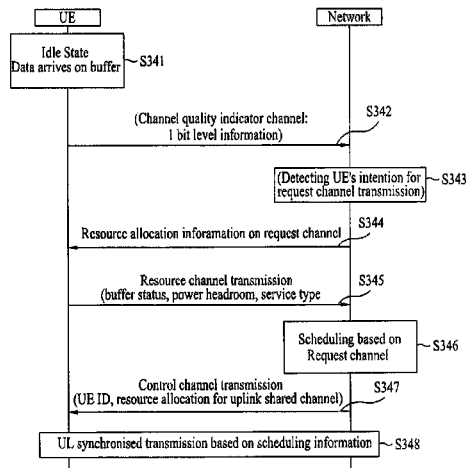 UE
Network
Idle State
Data arrives on buffer
S341
(Channel quality indicator channel:
1 bit level information)
S342
(Detecting UE's intention for
request channel transmission)
S343
Resource allocation inforamation on request channel
S344
Resource channel transmission
(buffer status, power headroom, service type
S345
Scheduling based on
Request channel
S346
Control channel transmission
(UE ID, resource allocation for uplink shared channel)
S347
UL synchronised transmission based on scheduling information
S348